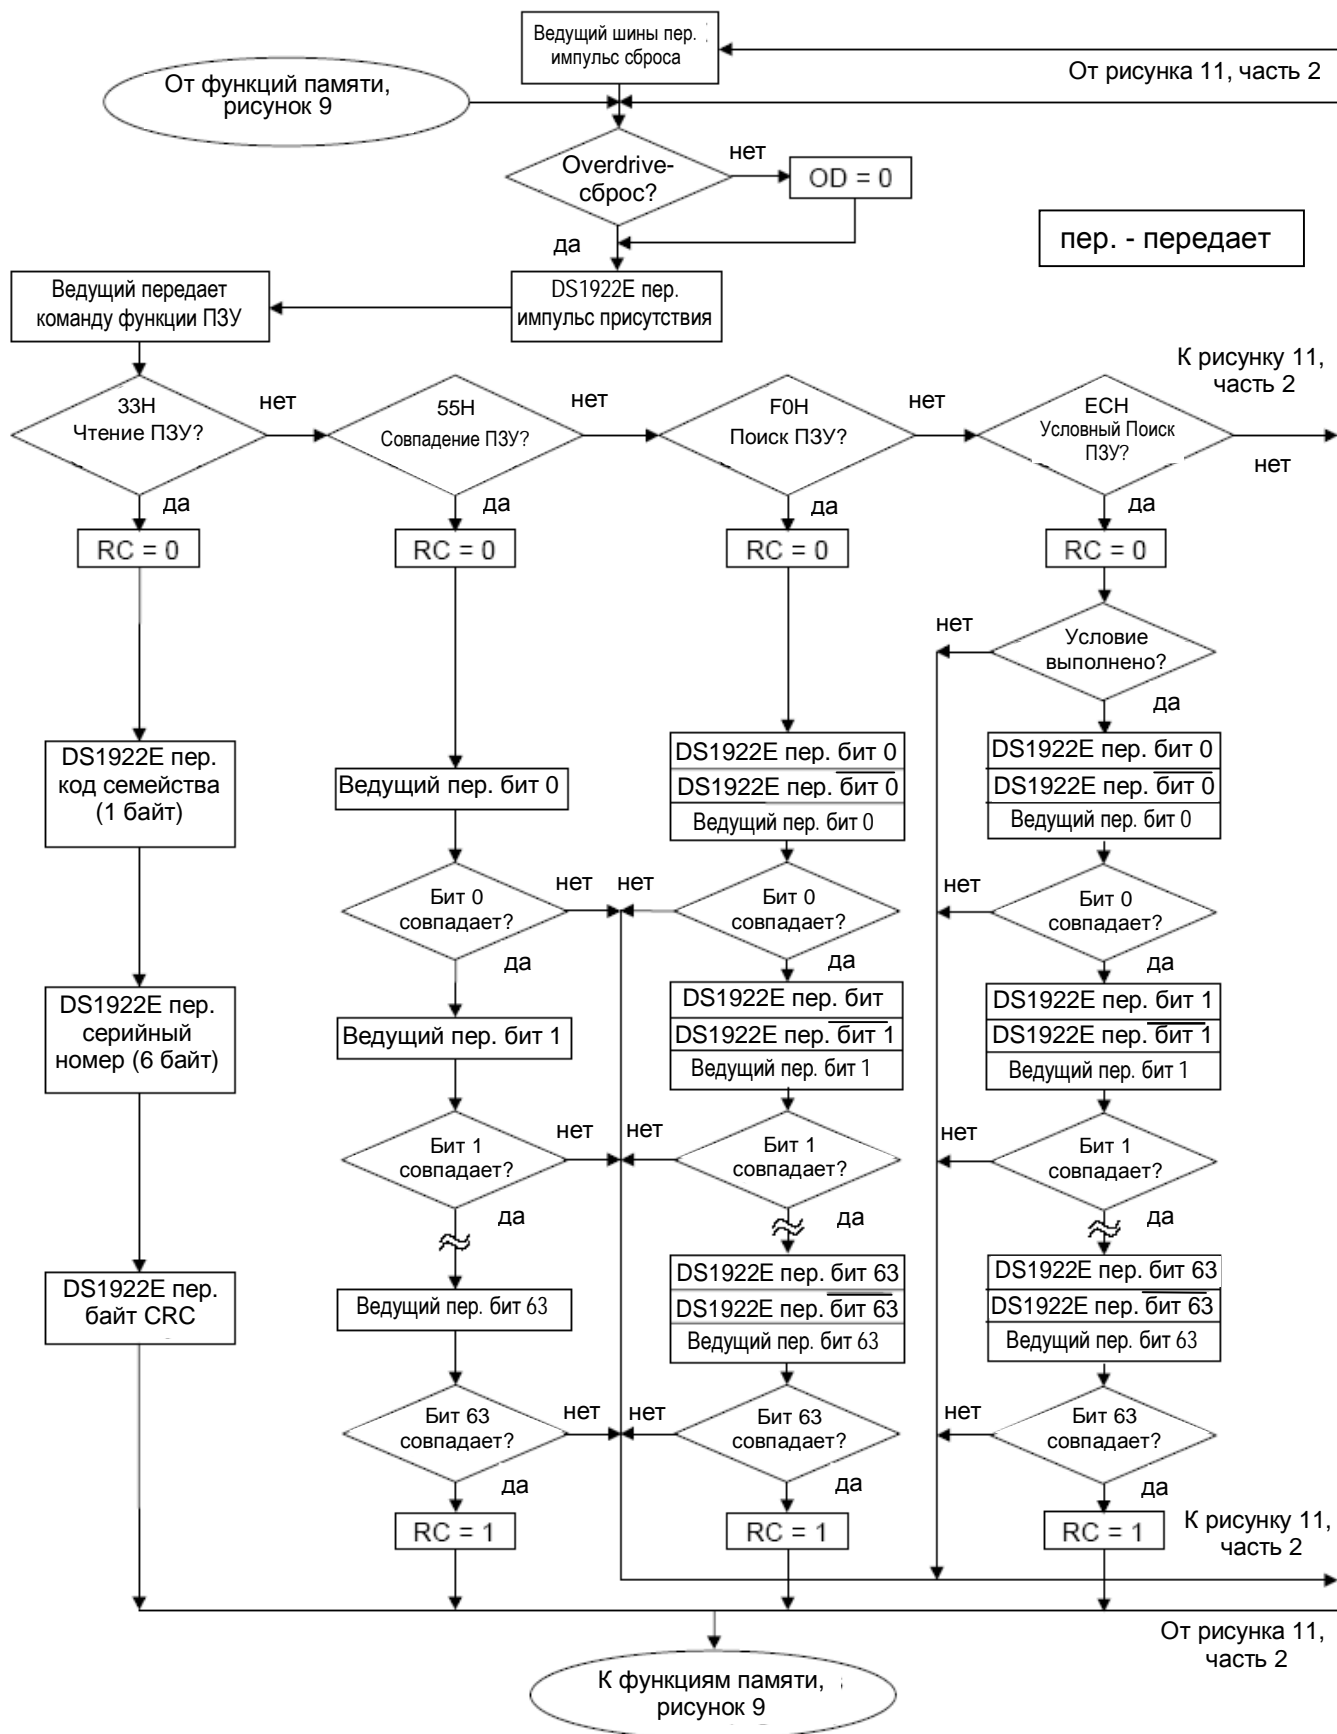 Ведущий шины пер.
импульс сброса
От рисунка 11, часть 2
От функций памяти,
рисунок 9
Overdrive-
сброс?
нет
OD = 0
да
пер. - передает
Ведущий передает
команду функции ПЗУ
DS1922E пер.
импульс присутствия
К рисунку 11,
часть 2
33H
Чтение ПЗУ?
нет
55H
Совпадение ПЗУ?
нет
F0H
Поиск ПЗУ?
нет
ECH
Условный Поиск
ПЗУ?
нет
да
да
да
да
RC = 0
RC = 0
RC = 0
RC = 0
нет
Условие
выполнено?
да
DS1922E пер.
код семейства
(1 байт)
Ведущий пер. бит 0
DS1922E пер. бит 0
DS1922E пер. бит 0
Ведущий пер. бит 0
DS1922E пер. бит 0
DS1922E пер. бит 0
Ведущий пер. бит 0
Бит 0
совпадает?
нет
нет
Бит 0
совпадает?
нет
Бит 0
совпадает?
да
да
да
DS1922E пер.
серийный
номер (6 байт)
Ведущий пер. бит 1
DS1922E пер. бит
DS1922E пер. бит 1
Ведущий пер. бит 1
DS1922E пер. бит 1
DS1922E пер. бит 1
Ведущий пер. бит 1
Бит 1
совпадает?
нет
нет
Бит 1
совпадает?
нет
Бит 1
совпадает?
да
да
да
DS1922E пер.
байт CRC
Ведущий пер. бит 63
DS1922E пер. бит 63
DS1922E пер. бит 63
Ведущий пер. бит 63
DS1922E пер. бит 63
DS1922E пер. бит 63
Ведущий пер. бит 63
Бит 63
совпадает?
нет
нет
Бит 63
совпадает?
нет
Бит 63
совпадает?
да
да
да
RC = 1
RC = 1
RC = 1
К рисунку 11,
часть 2
От рисунка 11,
часть 2
К функциям памяти,
рисунок 9